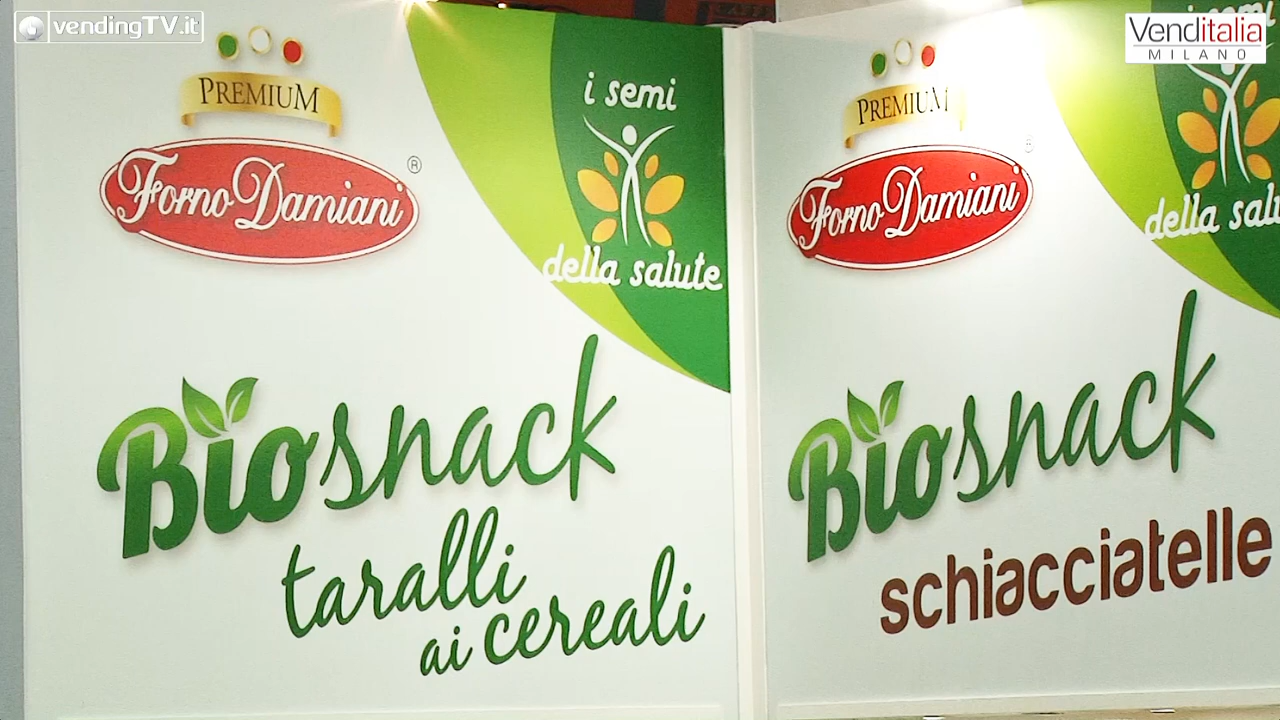 vendingTV.it
Venditalia
MILANO
PREMIUM
Forno Damiani
®
i semi
della salute
Biosnack
taralli
ai cereali
PREMIUM
Forno Damiani
®
i semi
della
Biosnack
schiacciatelle